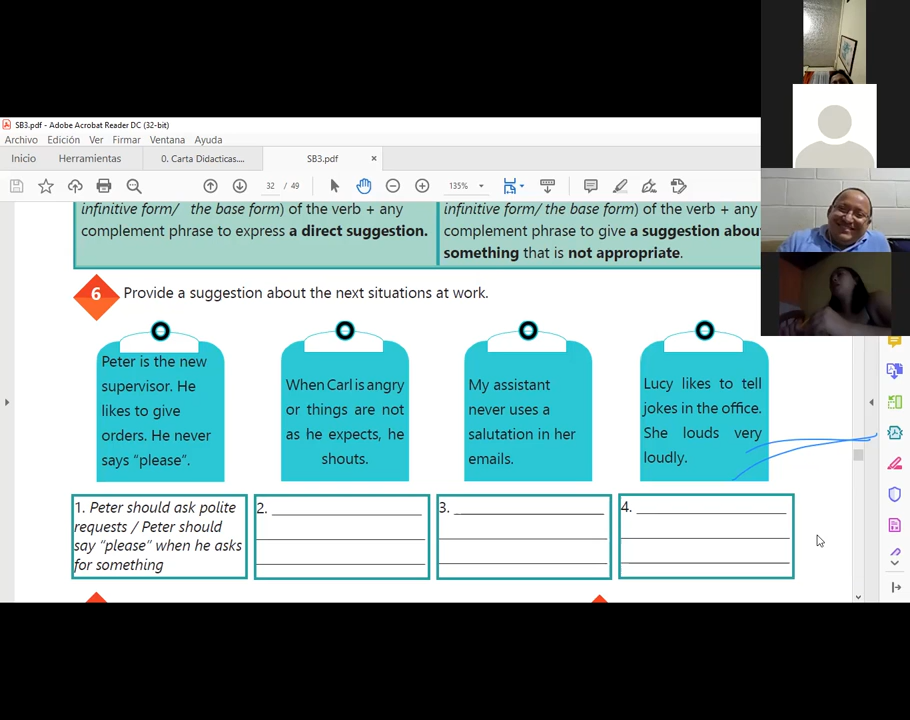 SB3.pdf - Adobe Acrobat Reader DC (32-bit)
Archivo Edición Ver Firmar Ventana Ayuda
Inicio Herramientas 0. Carta Didacticas.... SB3.pdf ×
32 / 49 135%
infinitive form/ the base form) of the verb + any
complement phrase to express a direct suggestion.
infinitive form/ the base form) of the verb + any
complement phrase to give a suggestion abou
something that is not appropriate.
6 Provide a suggestion about the next situations at work.
Peter is the new
supervisor. He
likes to give
orders. He never
says “please”.
When Carl is angry
or things are not
as he expects, he
shouts.
My assistant
never uses a
salutation in her
emails.
Lucy likes to tell
jokes in the office.
She louds very
loudly.
1. Peter should ask polite
requests / Peter should
say “please” when he asks
for something
2.
3.
4.